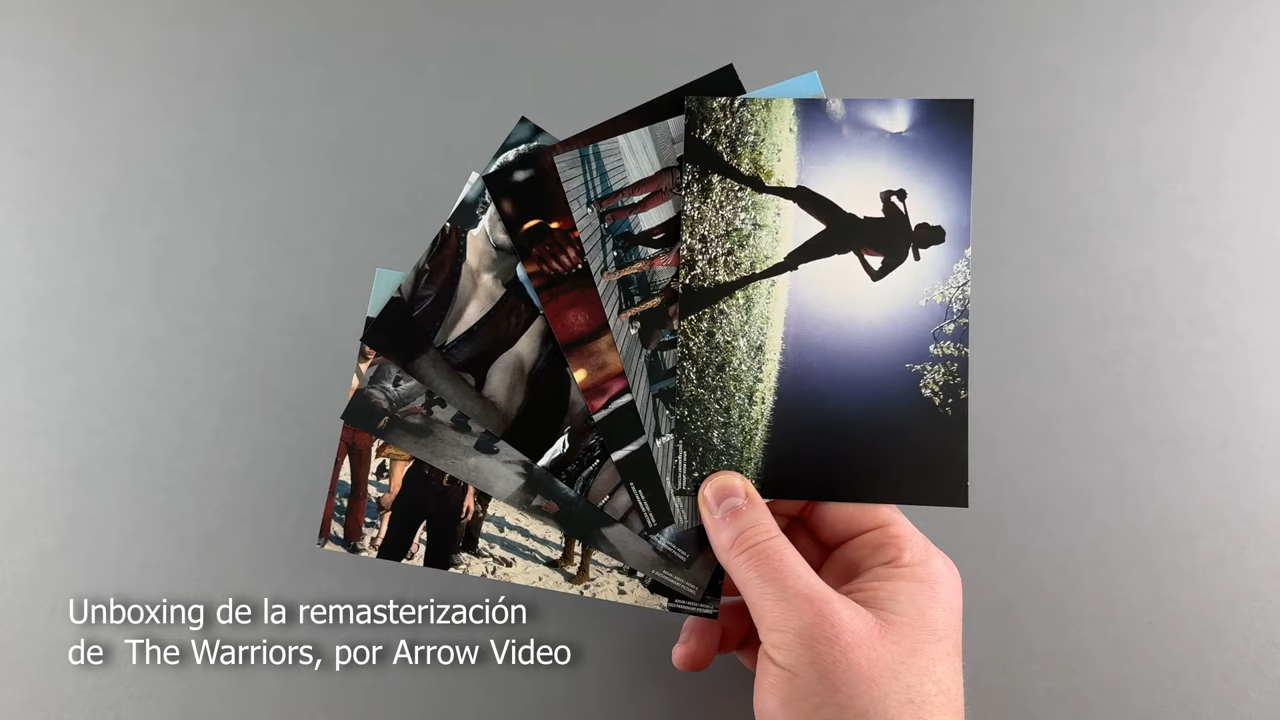 Unboxing de la remasterización
de The Warriors, por Arrow Video